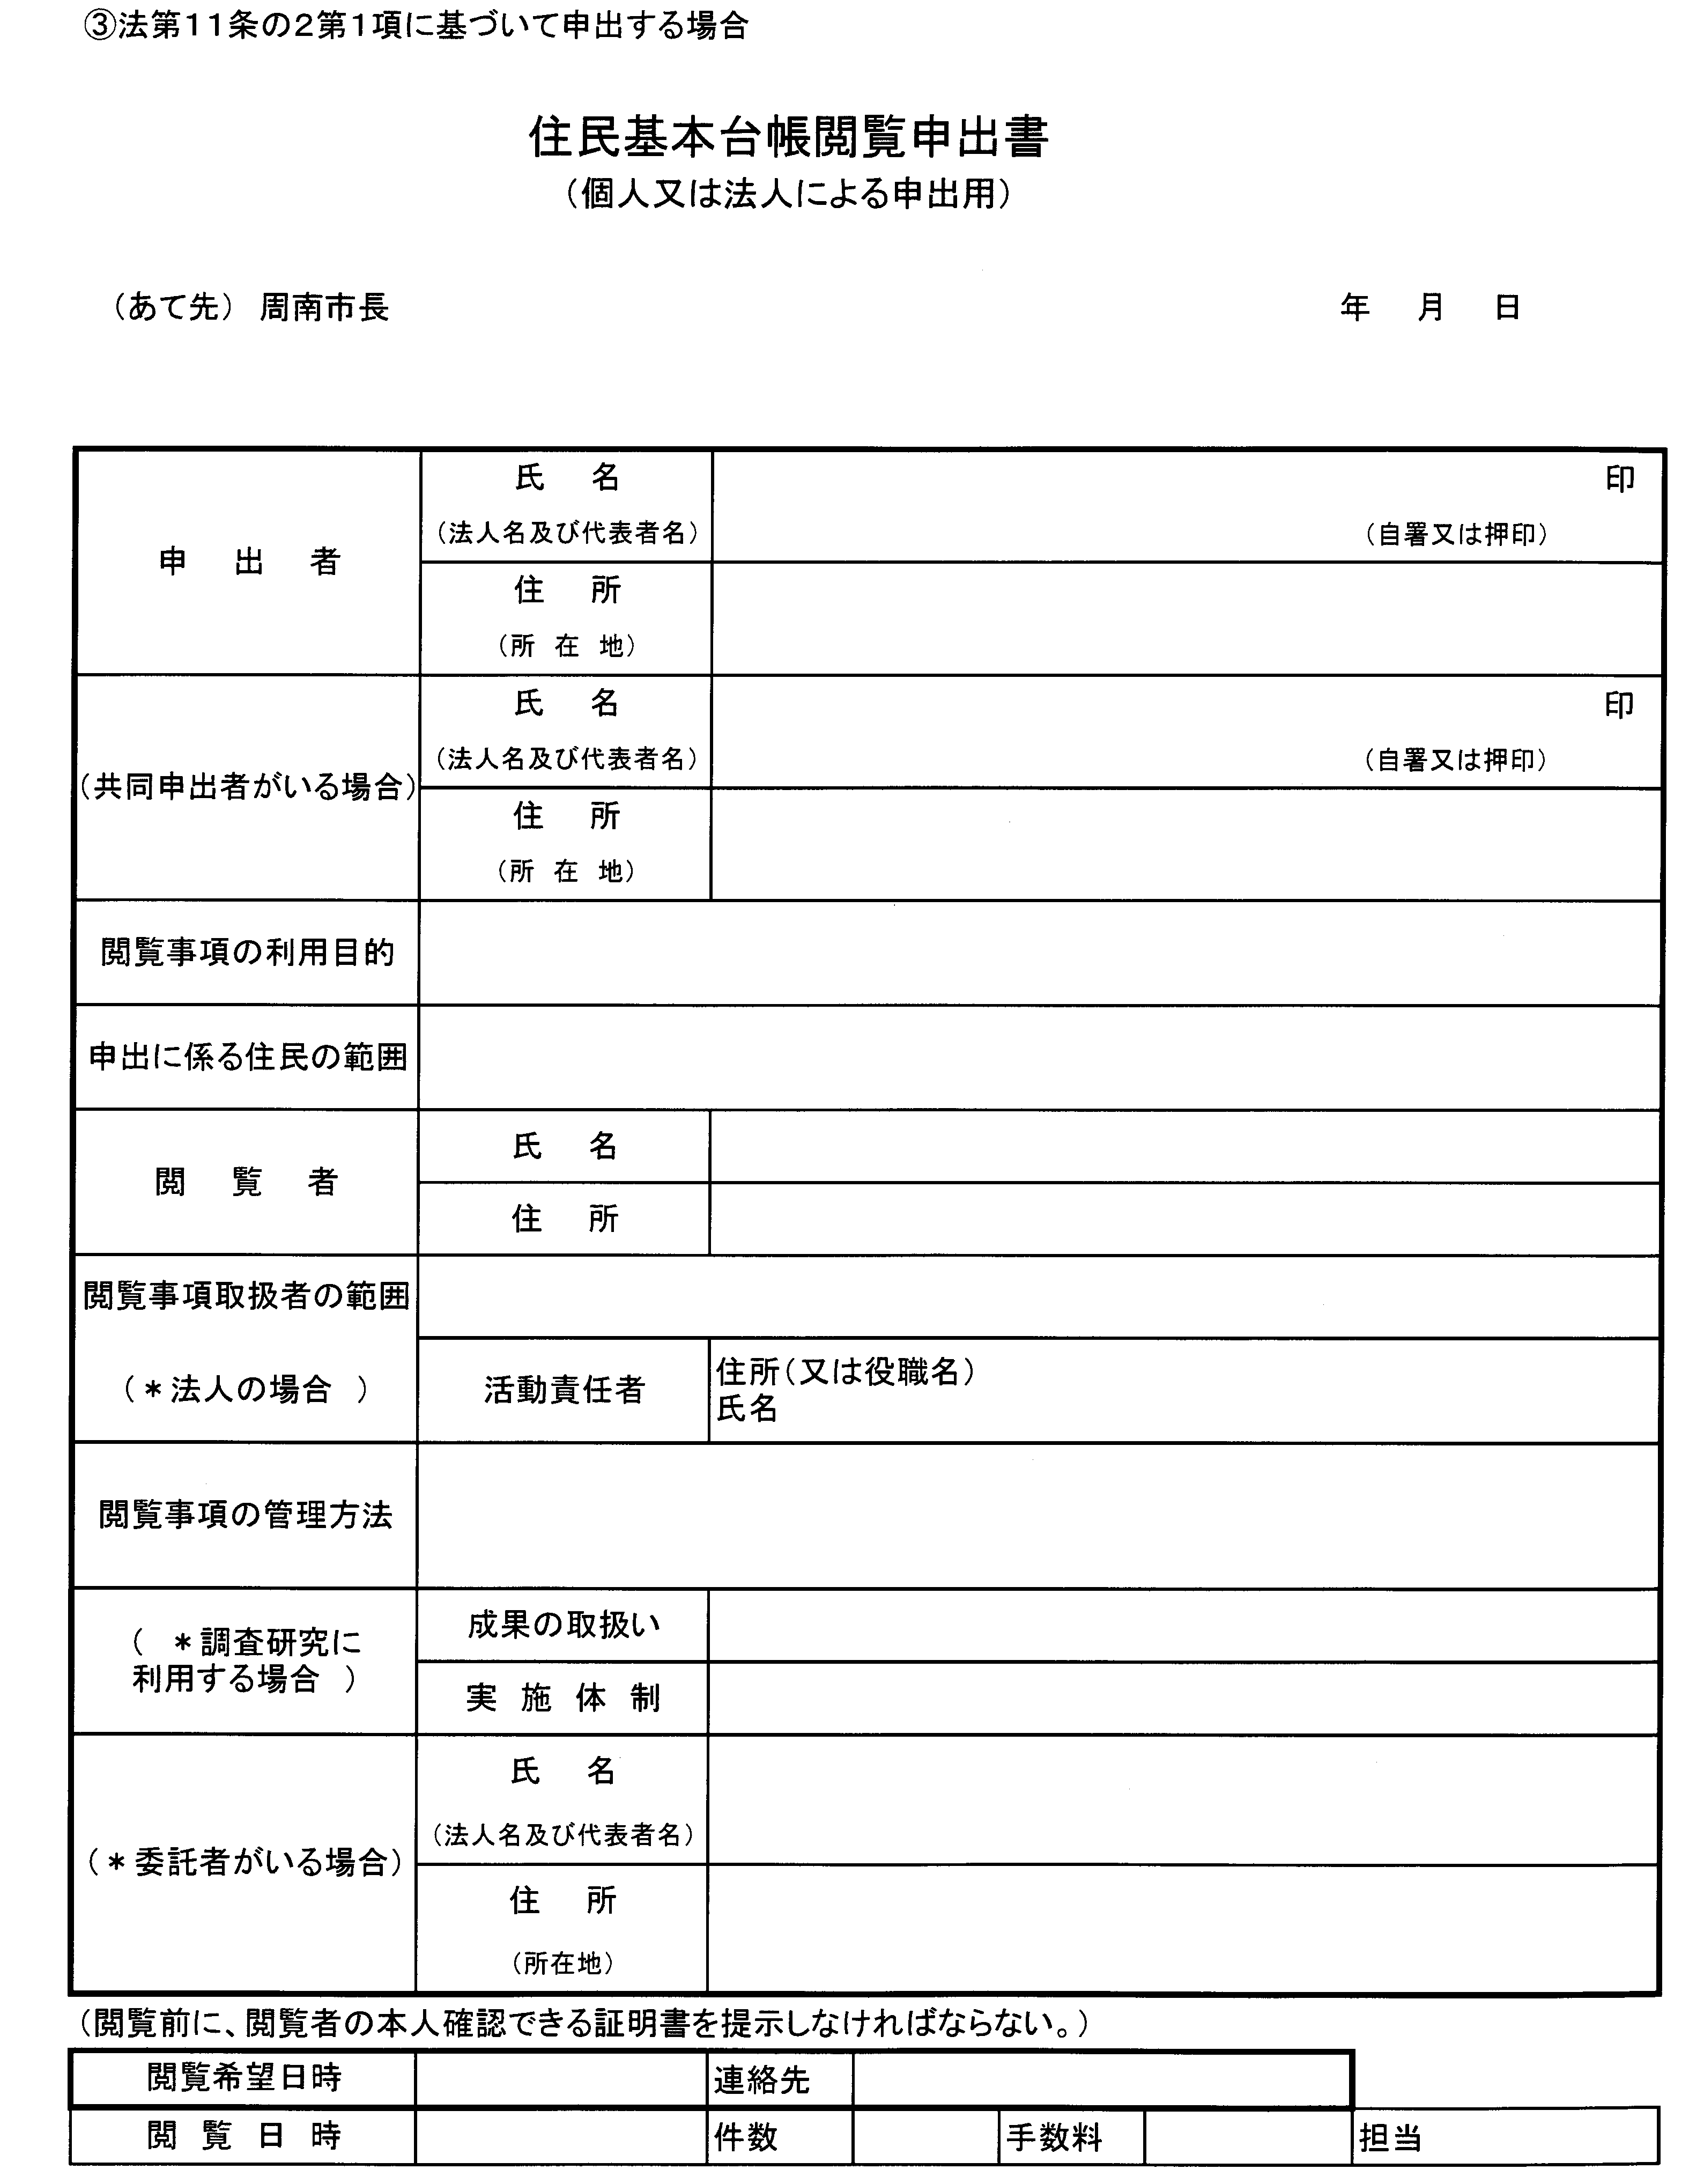 ③法第11条の2第1項に基づいて申出する場合
住民基本台帳閲覧申出書
（個人又は法人による申出用）
（あて先） 周南市長
年 月 日
申 出 者
氏 名
（法人名及び代表者名）
印
（自署又は押印）
住 所
（所 在 地）
（共同申出者がいる場合）
氏 名
（法人名及び代表者名）
印
（自署又は押印）
住 所
（所 在 地）
閲覧事項の利用目的
申出に係る住民の範囲
閲 覧 者
氏 名
住 所
閲覧事項取扱者の範囲
（＊法人の場合 ）
活動責任者
住所（又は役職名）
氏名
閲覧事項の管理方法
（ ＊調査研究に
利用する場合 ）
成果の取扱い
実 施 体 制
（＊委託者がいる場合）
氏 名
（法人名及び代表者名）
住 所
（所在地）
（閲覧前に、閲覧者の本人確認できる証明書を提示しなければならない。）
閲覧希望日時
連絡先
閲 覧 日 時
件数
手数料
担当